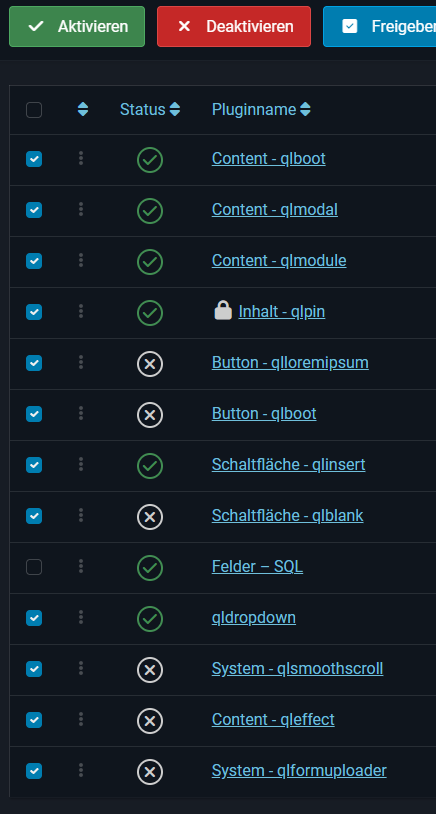 Aktivieren
Deaktivieren
Freigeben
Status
Pluginname
Content - qlboot
Content - qlmodal
Content - qlmodule
Inhalt - qlpin
Button - qlloremipsum
Button - qlboot
Schaltfläche - qlinsert
Schaltfläche - qlblank
Felder – SQL
qldropdown
System - qlsmoothscroll
Content - qleffect
System - qlformuploader